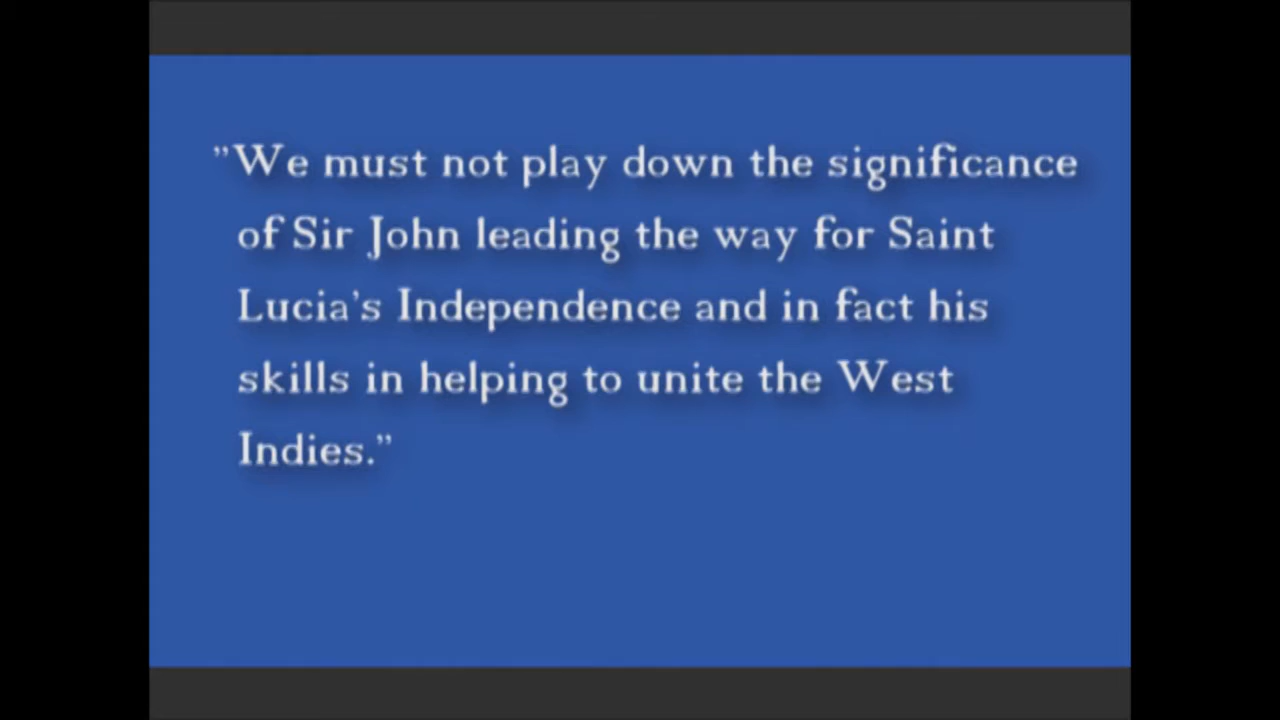 ”We must not play down the significance
of Sir John leading the way for Saint
Lucia’s Independence and in fact his
skills in helping to unite the West
Indies.”